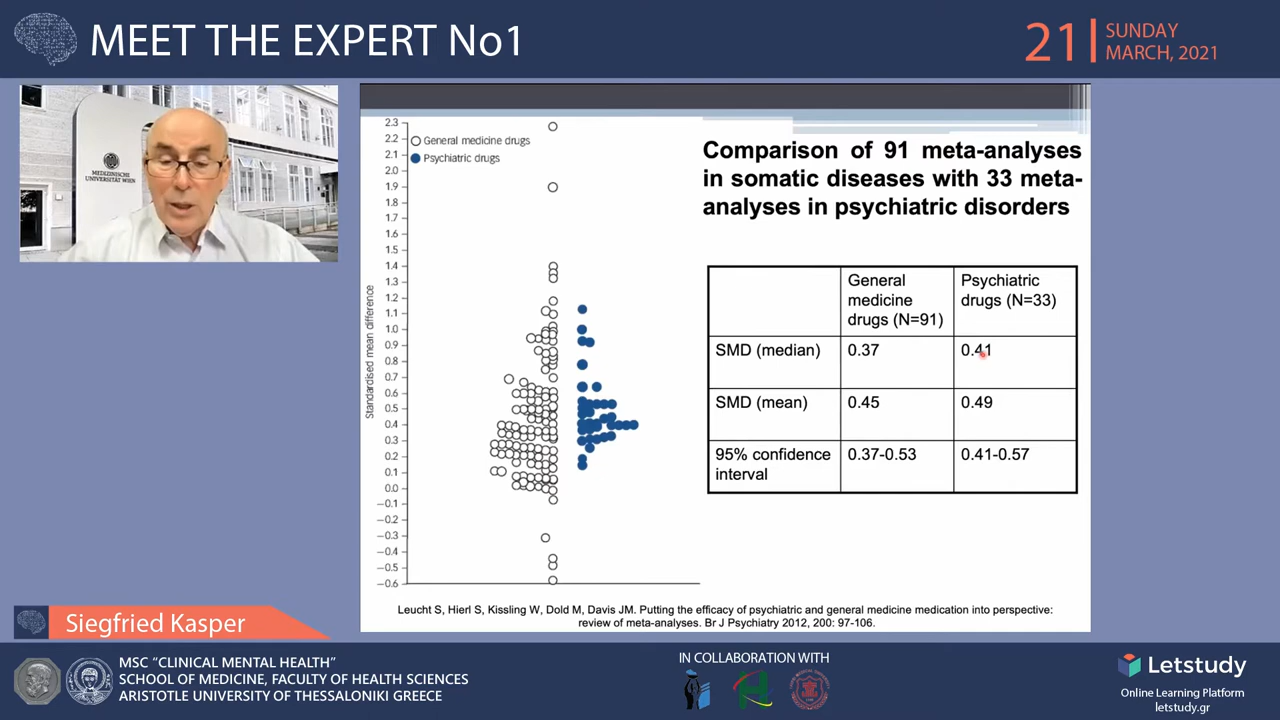 MEET THE EXPERT No1
21
SUNDAY
MARCH, 2021
MEDIZINISCHE
UNIVERSITÄT WIEN
2.3
2.2
2.1
2.0
1.9
1.8
1.7
1.6
1.5
1.4
1.3
1.2
1.1
1.0
0.9
0.8
0.7
0.6
0.5
0.4
0.3
0.2
0.1
0.0
−0.1
−0.2
−0.3
−0.4
−0.5
−0.6
Standardised mean difference
General medicine drugs
Psychiatric drugs
Comparison of 91 meta-analyses
in somatic diseases with 33 meta-
analyses in psychiatric disorders
General medicine drugs (N=91)
Psychiatric drugs (N=33)
SMD (median) 0.37 0.41
SMD (mean) 0.45 0.49
95% confidence interval 0.37-0.53 0.41-0.57
Leucht S, Hierl S, Kissling W, Dold M, Davis JM. Putting the efficacy of psychiatric and general medicine medication into perspective:
review of meta-analyses. Br J Psychiatry 2012, 200: 97-106.
Siegfried Kasper
MSC “CLINICAL MENTAL HEALTH”
SCHOOL OF MEDICINE, FACULTY OF HEALTH SCIENCES
ARISTOTLE UNIVERSITY OF THESSALONIKI GREECE
IN COLLABORATION WITH
Letstudy
Online Learning Platform
letstudy.gr